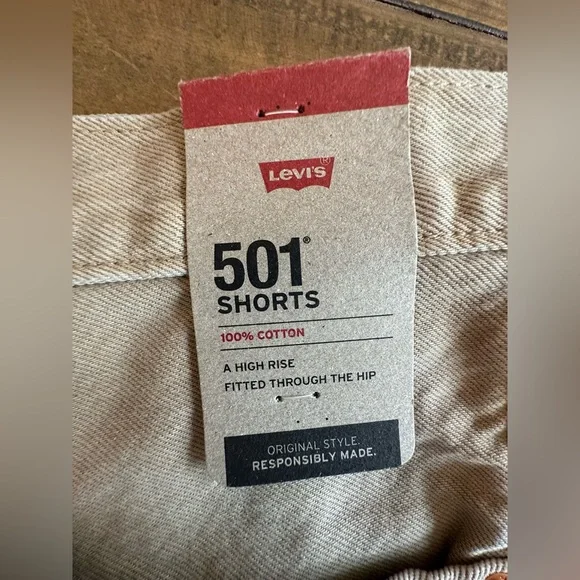 Levi's®
501®
SHORTS
100% COTTON
A HIGH RISE
FITTED THROUGH THE HIP
ORIGINAL STYLE.
RESPONSIBLY MADE.